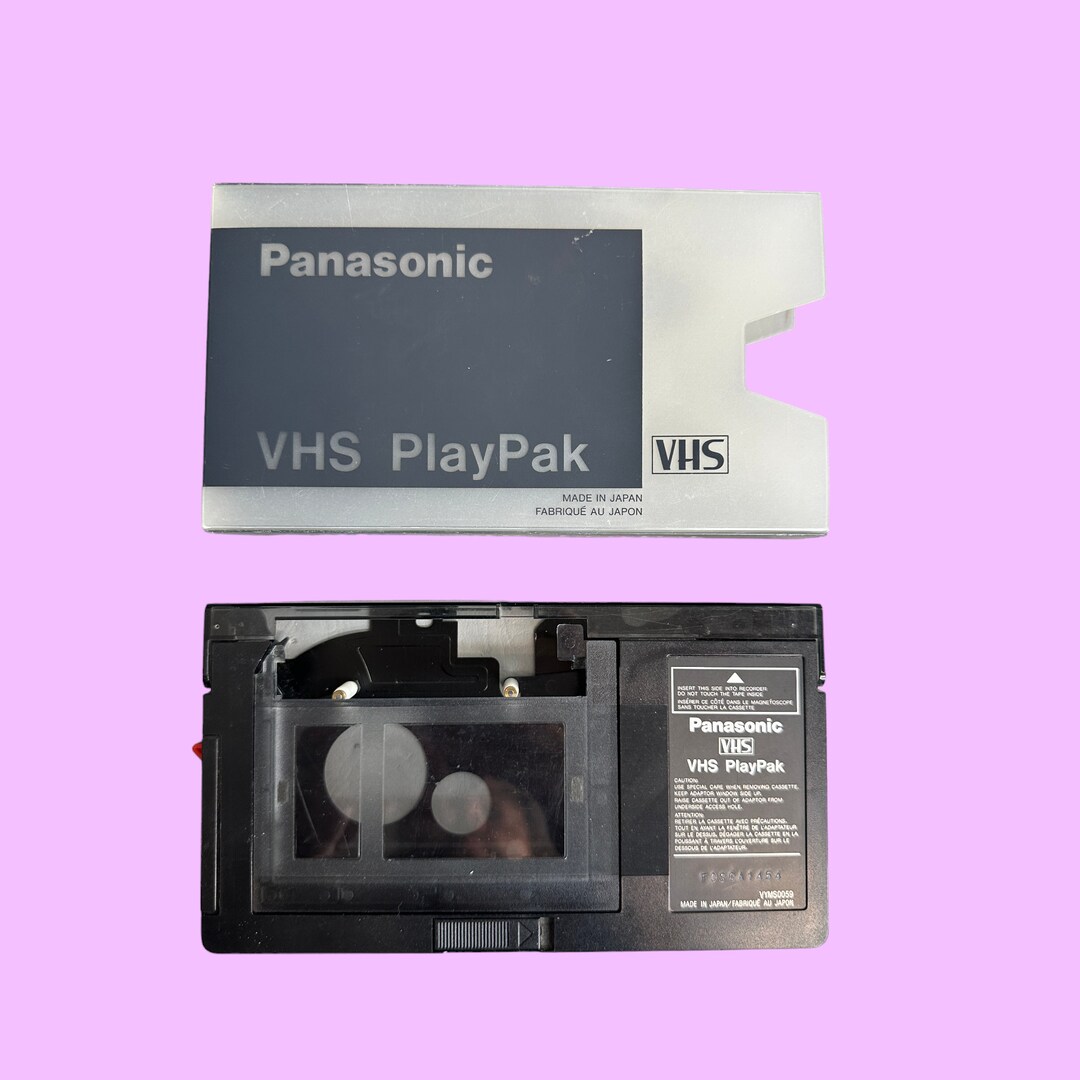 Panasonic
VHS PlayPak
VHS
MADE IN JAPAN
FABRIQUÉ AU JAPON
INSERT THIS SIDE INTO RECORDER.
DO NOT TOUCH THE TAPE INSIDE.
INSÉRER CE CÔTÉ DANS LE MAGNÉTOSCOPE
SANS TOUCHER LA CASSETTE.
Panasonic
VHS
VHS PlayPak
CAUTION:
USE SPECIAL CARE WHEN REMOVING CASSETTE,
KEEP ADAPTOR WINDOW SIDE UP.
RAISE CASSETTE OUT OF ADAPTOR FROM
UNDERSIDE ACCESS HOLE.
ATTENTION:
RETIRER LA CASSETTE AVEC PRÉCAUTIONS,
TOUT EN AYANT LA FENÊTRE DE L'ADAPTATEUR
SUR LE DESSUS, DÉGAGER LA CASSETTE EN LA
POUSSANT À TRAVERS L'OUVERTURE SUR LE
DESSOUS DE L'ADAPTATEUR.
VYMS0059
MADE IN JAPAN/FABRIQUÉ AU JAPON